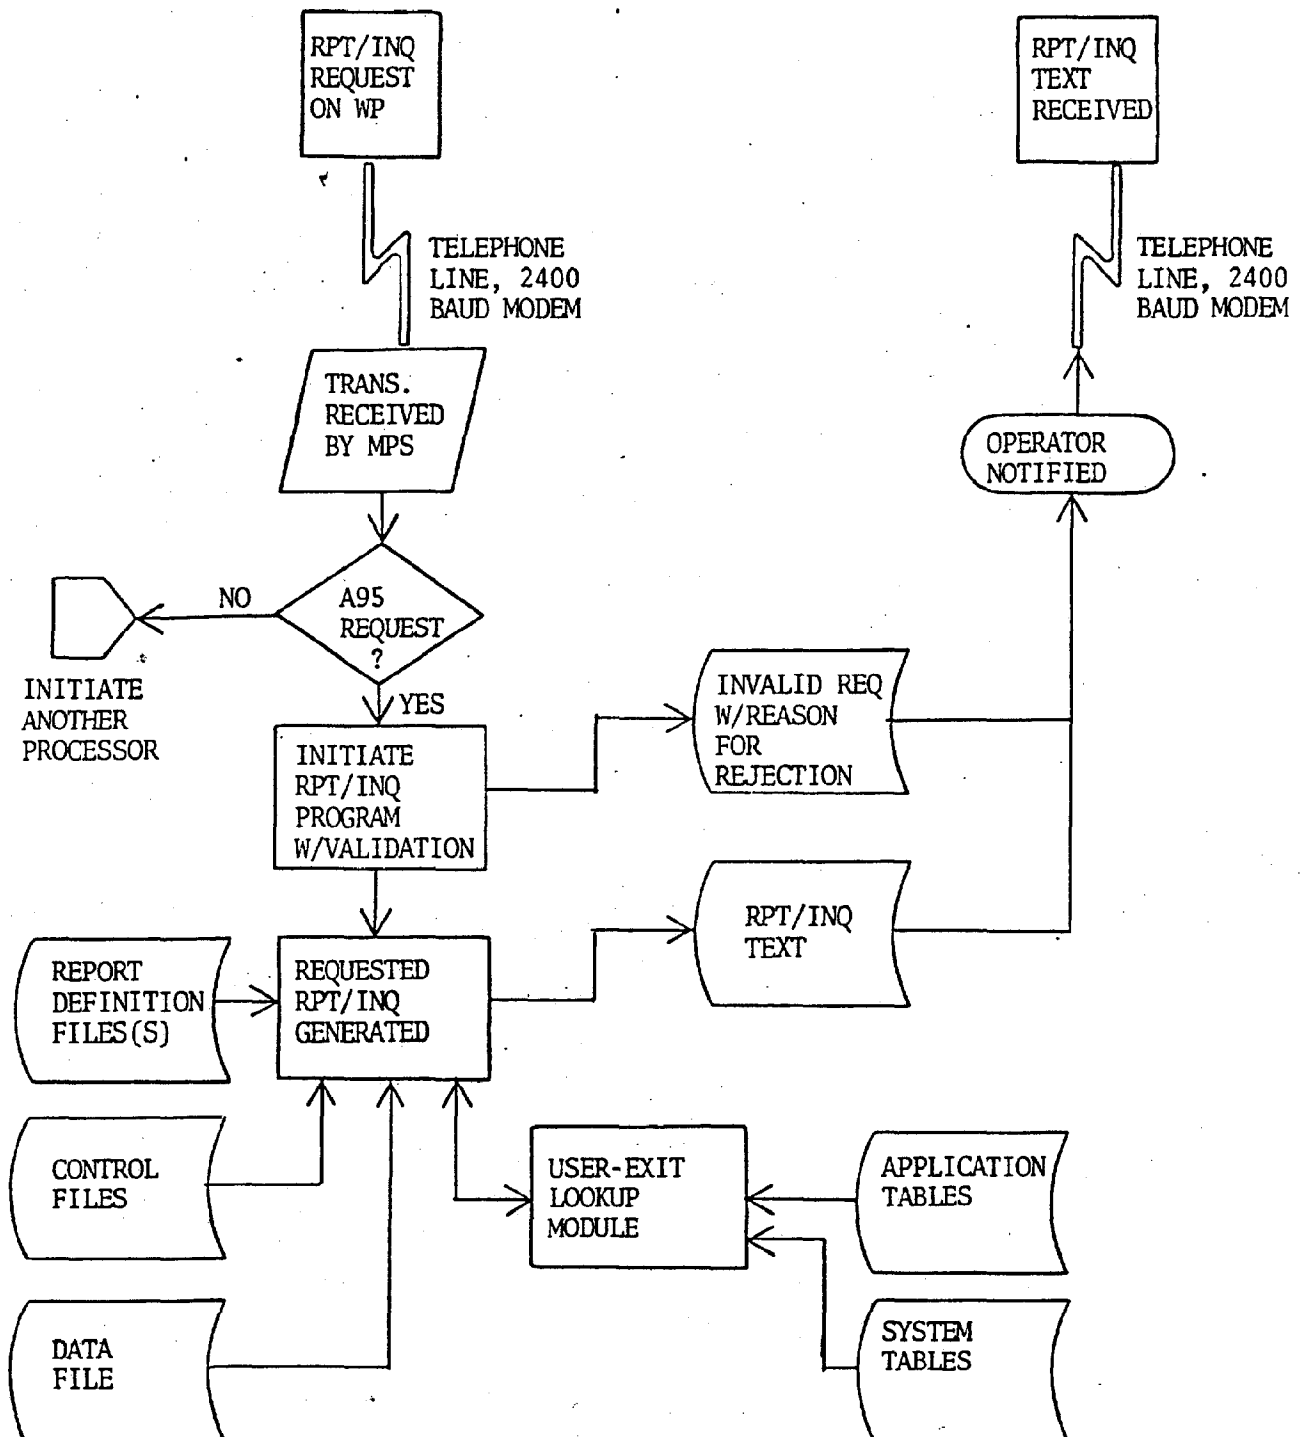 RPT/INQ
REQUEST
ON WP
RPT/INQ
TEXT
RECEIVED
TELEPHONE
LINE, 2400
BAUD MODEM
TELEPHONE
LINE, 2400
BAUD MODEM
TRANS.
RECEIVED
BY MPS
OPERATOR
NOTIFIED
NO
A95
REQUEST
?
INITIATE
ANOTHER
PROCESSOR
YES
INITIATE
RPT/INQ
PROGRAM
W/VALIDATION
INVALID REQ
W/REASON
FOR
REJECTION
RPT/INQ
TEXT
REPORT
DEFINITION
FILES(S)
REQUESTED
RPT/INQ
GENERATED
CONTROL
FILES
USER-EXIT
LOOKUP
MODULE
APPLICATION
TABLES
DATA
FILE
SYSTEM
TABLES